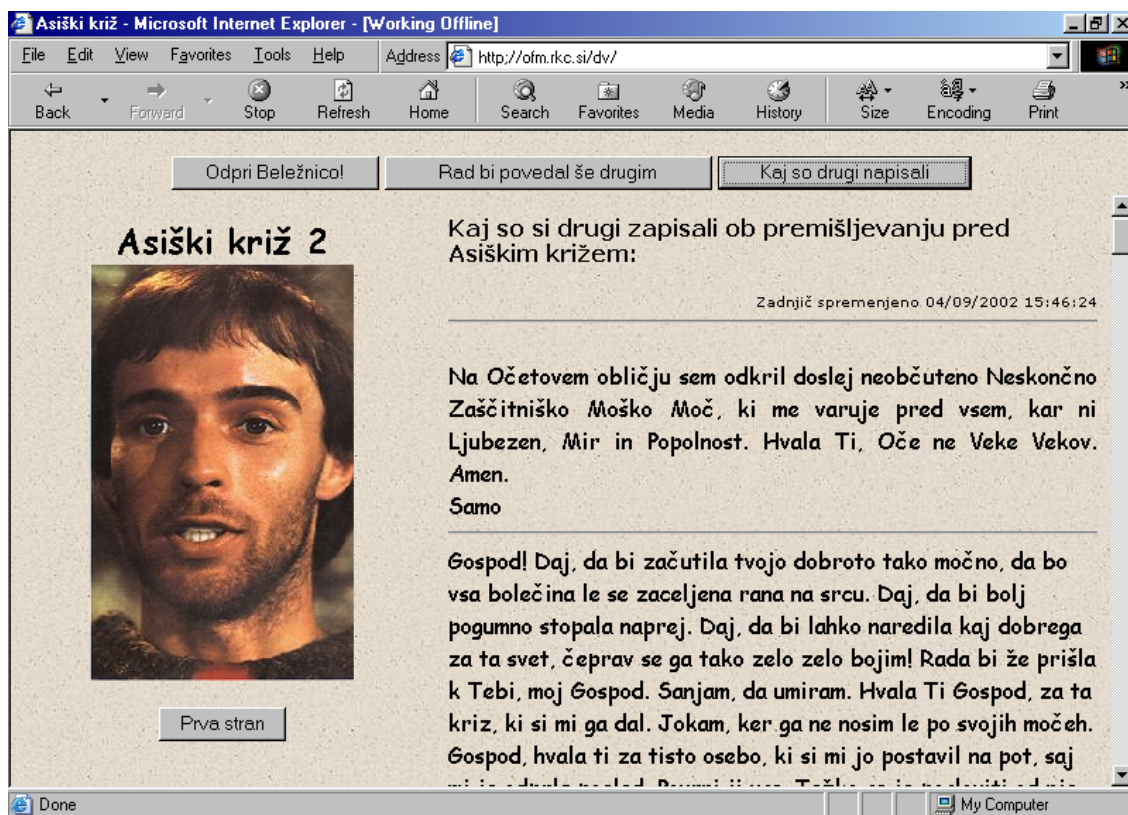 Asiški križ - Microsoft Internet Explorer - [Working Offline]
File Edit View Favorites Tools Help Address http://ofm.rkc.si/dv/
Back Forward Stop Refresh Home Search Favorites Media History Size Encoding Print
Odpri Beležnico! Rad bi povedal še drugim Kaj so drugi napisali
Asiški križ 2
Prva stran
Kaj so si drugi zapisali ob premišljevanju pred
Asiškim križem:
Zadnjič spremenjeno 04/09/2002 15:46:24
Na Očetovem obličju sem odkril doslej neobčuteno Neskončno
Zaščitniško Moško Moč, ki me varuje pred vsem, kar ni
Ljubezen, Mir in Popolnost. Hvala Ti, Oče ne Veke Vekov.
Amen.
Samo
Gospod! Daj, da bi začutila tvojo dobroto tako močno, da bo
vsa bolečina le se zaceljena rana na srcu. Daj, da bi bolj
pogumno stopala naprej. Daj, da bi lahko naredila kaj dobrega
za ta svet, čeprav se ga tako zelo zelo bojim! Rada bi že prišla
k Tebi, moj Gospod. Sanjam, da umiram. Hvala Ti Gospod, za ta
kriz, ki si mi ga dal. Jokam, ker ga ne nosim le po svojih močeh.
Gospod, hvala ti za tisto osebo, ki si mi jo postavil na pot, saj
Done My Computer